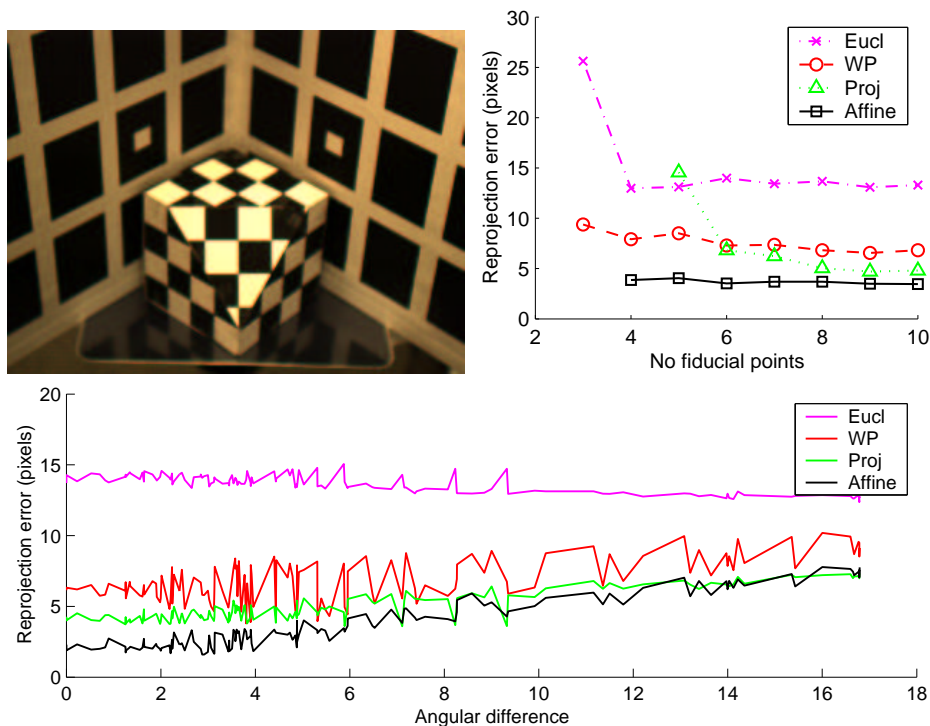 30
25
20
15
10
5
0
2
4
6
8
10
No fiducial points
Reprojection error (pixels)
Eucl
WP
Proj
Affine
20
15
10
5
0
0
2
4
6
8
10
12
14
16
18
Angular difference
Reprojection error (pixels)
Eucl
WP
Proj
Affine